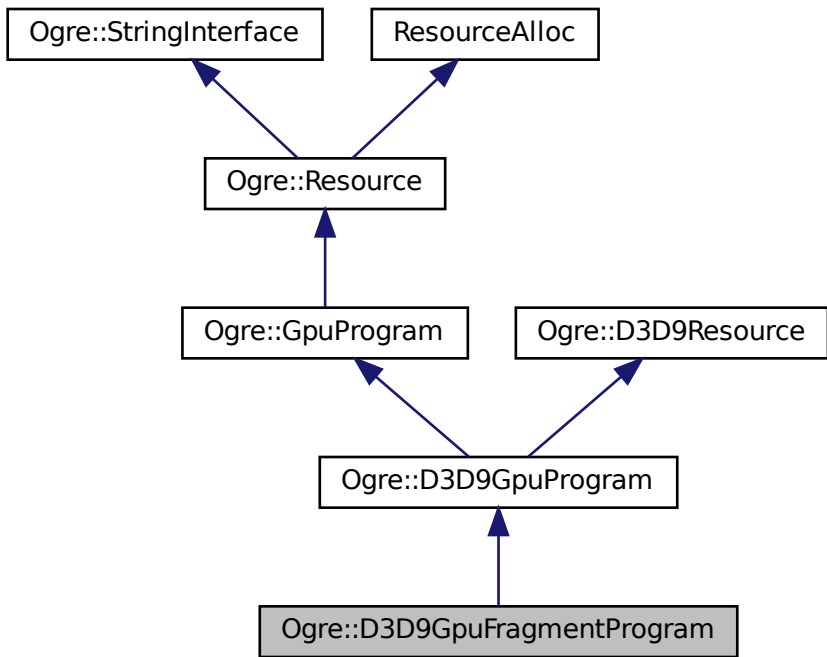 Ogre::StringInterface
ResourceAlloc
Ogre::Resource
Ogre::GpuProgram
Ogre::D3D9Resource
Ogre::D3D9GpuProgram
Ogre::D3D9GpuFragmentProgram